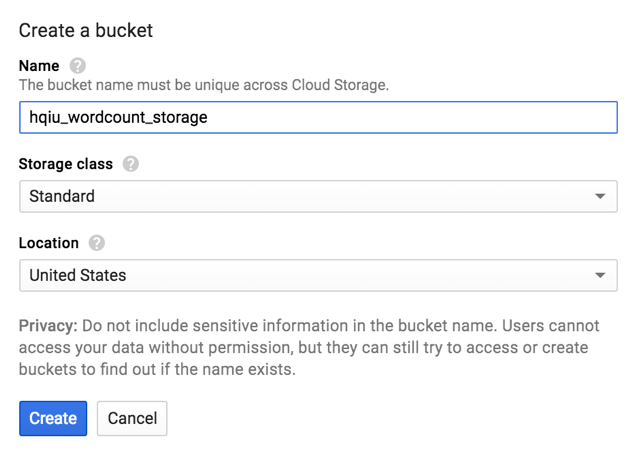 Create a bucket
Name ?
The bucket name must be unique across Cloud Storage.
hqiu_wordcount_storage
Storage class ?
Standard
Location ?
United States
Privacy: Do not include sensitive information in the bucket name. Users cannot
access your data without permission, but they can still try to access or create
buckets to find out if the name exists.
Create Cancel